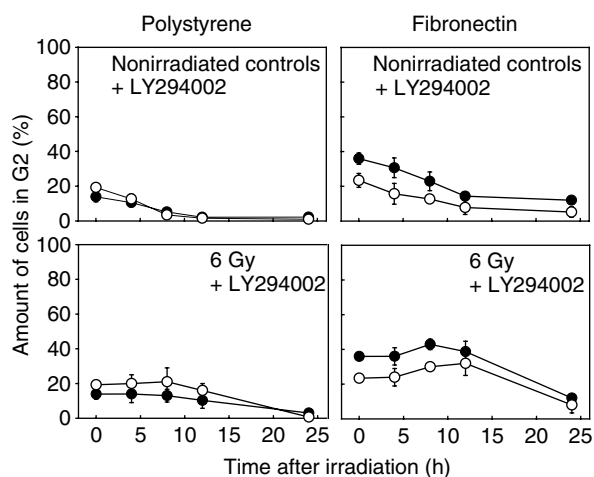 Polystyrene
Fibronectin
Amount of cells in G2 (%)
100
80
60
40
20
0
Nonirradiated controls
+ LY294002
Nonirradiated controls
+ LY294002
100
80
60
40
20
0
6 Gy
+ LY294002
6 Gy
+ LY294002
0 5 10 15 20 25
0 5 10 15 20 25
Time after irradiation (h)